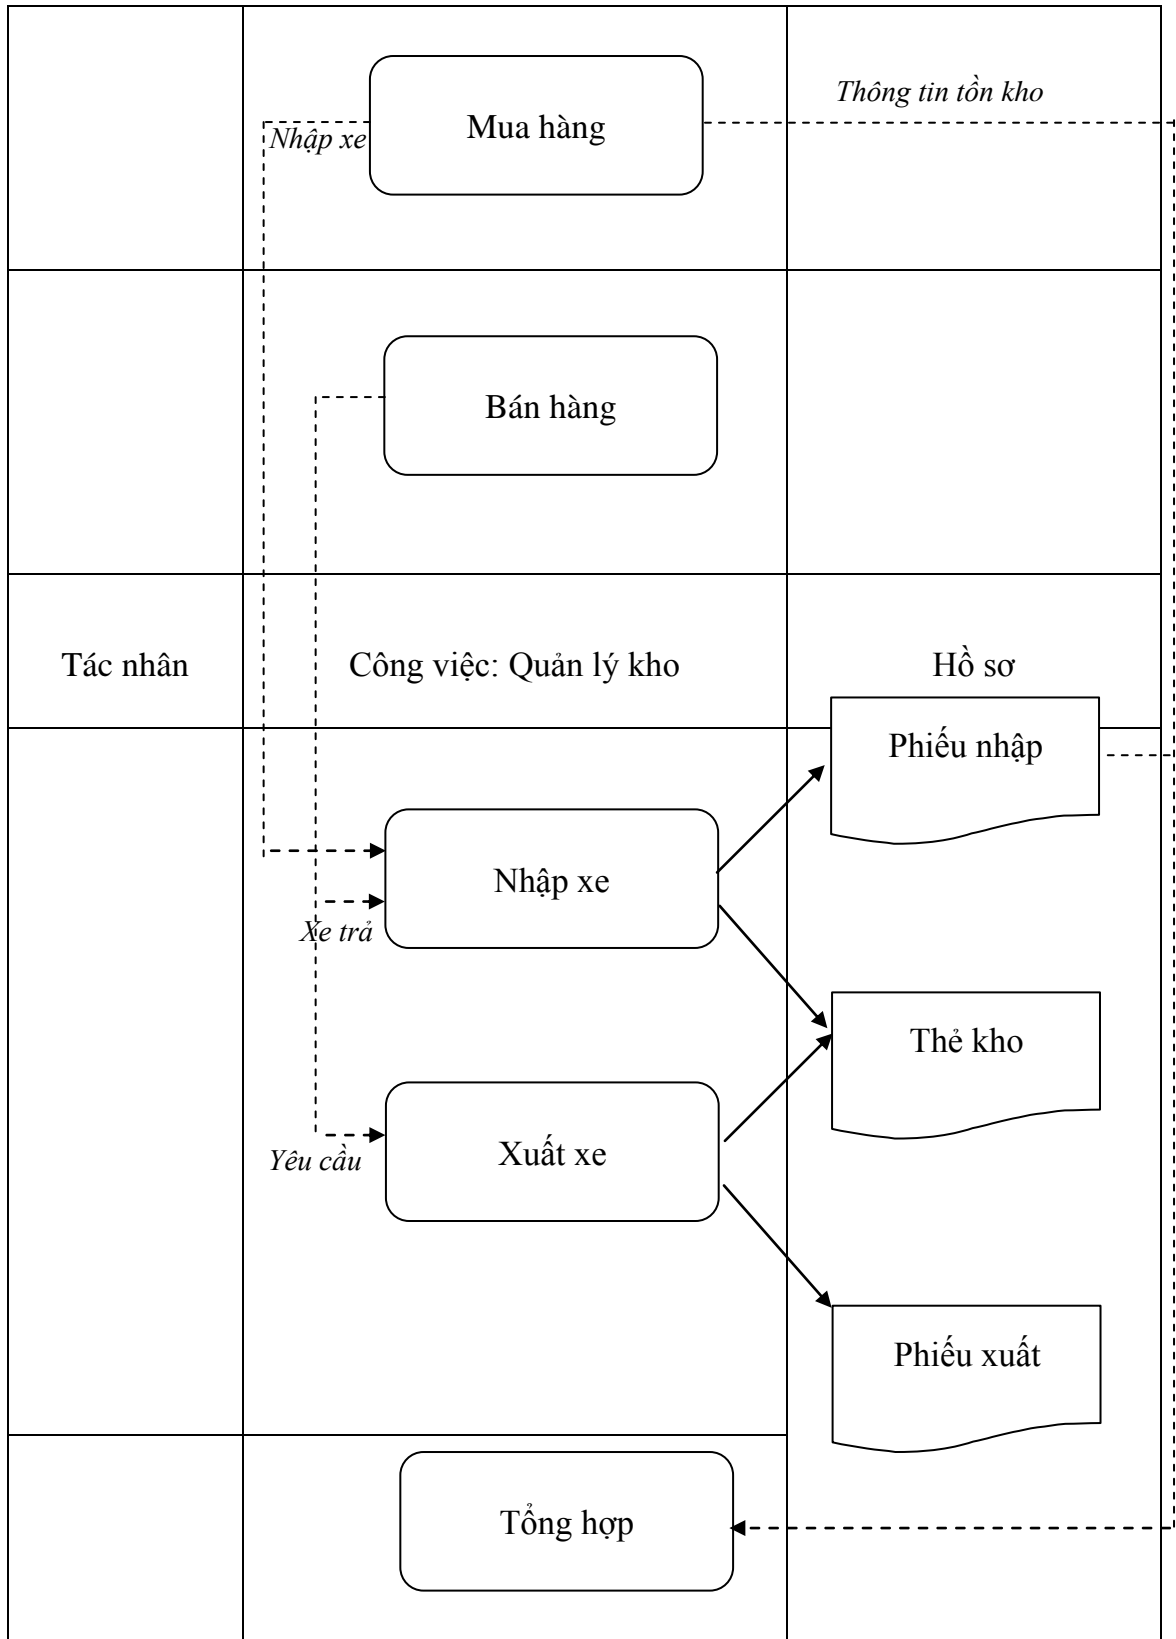 Thông tin tồn kho
Mua hàng
Nhập xe
Bán hàng
Tác nhân
Công việc: Quản lý kho
Hồ sơ
Phiếu nhập
Nhập xe
Xe trả
Thẻ kho
Xuất xe
Yêu cầu
Phiếu xuất
Tổng hợp